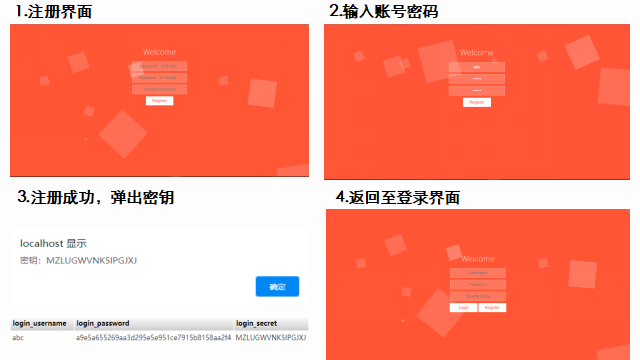 1.注册界面
Welcome
Register
2.输入账号密码
Welcome
abc
Register
3.注册成功，弹出密钥
localhost 显示
密钥：MZLUGWVNK5IPGJXJ
确定
login_username login_password login_secret
abc a9e5a655269aa3d295e5e951ce7915b8158aa2f4 MZLUGWVNK5IPGJXJ
4.返回至登录界面
Welcome
Username
Password
Login Register